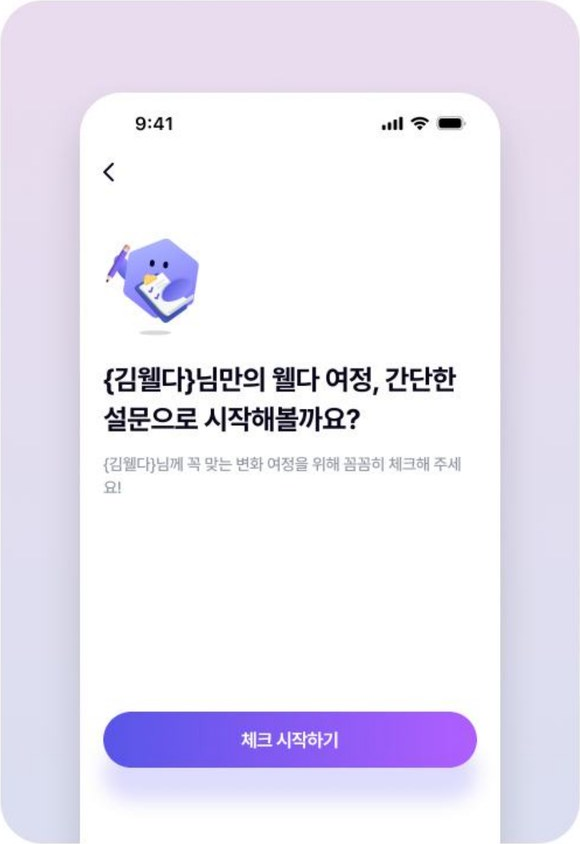 9:41
{김웰다}님만의 웰다 여정, 간단한
설문으로 시작해볼까요?
{김웰다}님께 꼭 맞는 변화 여정을 위해 꼼꼼히 체크해 주세
요!
체크 시작하기